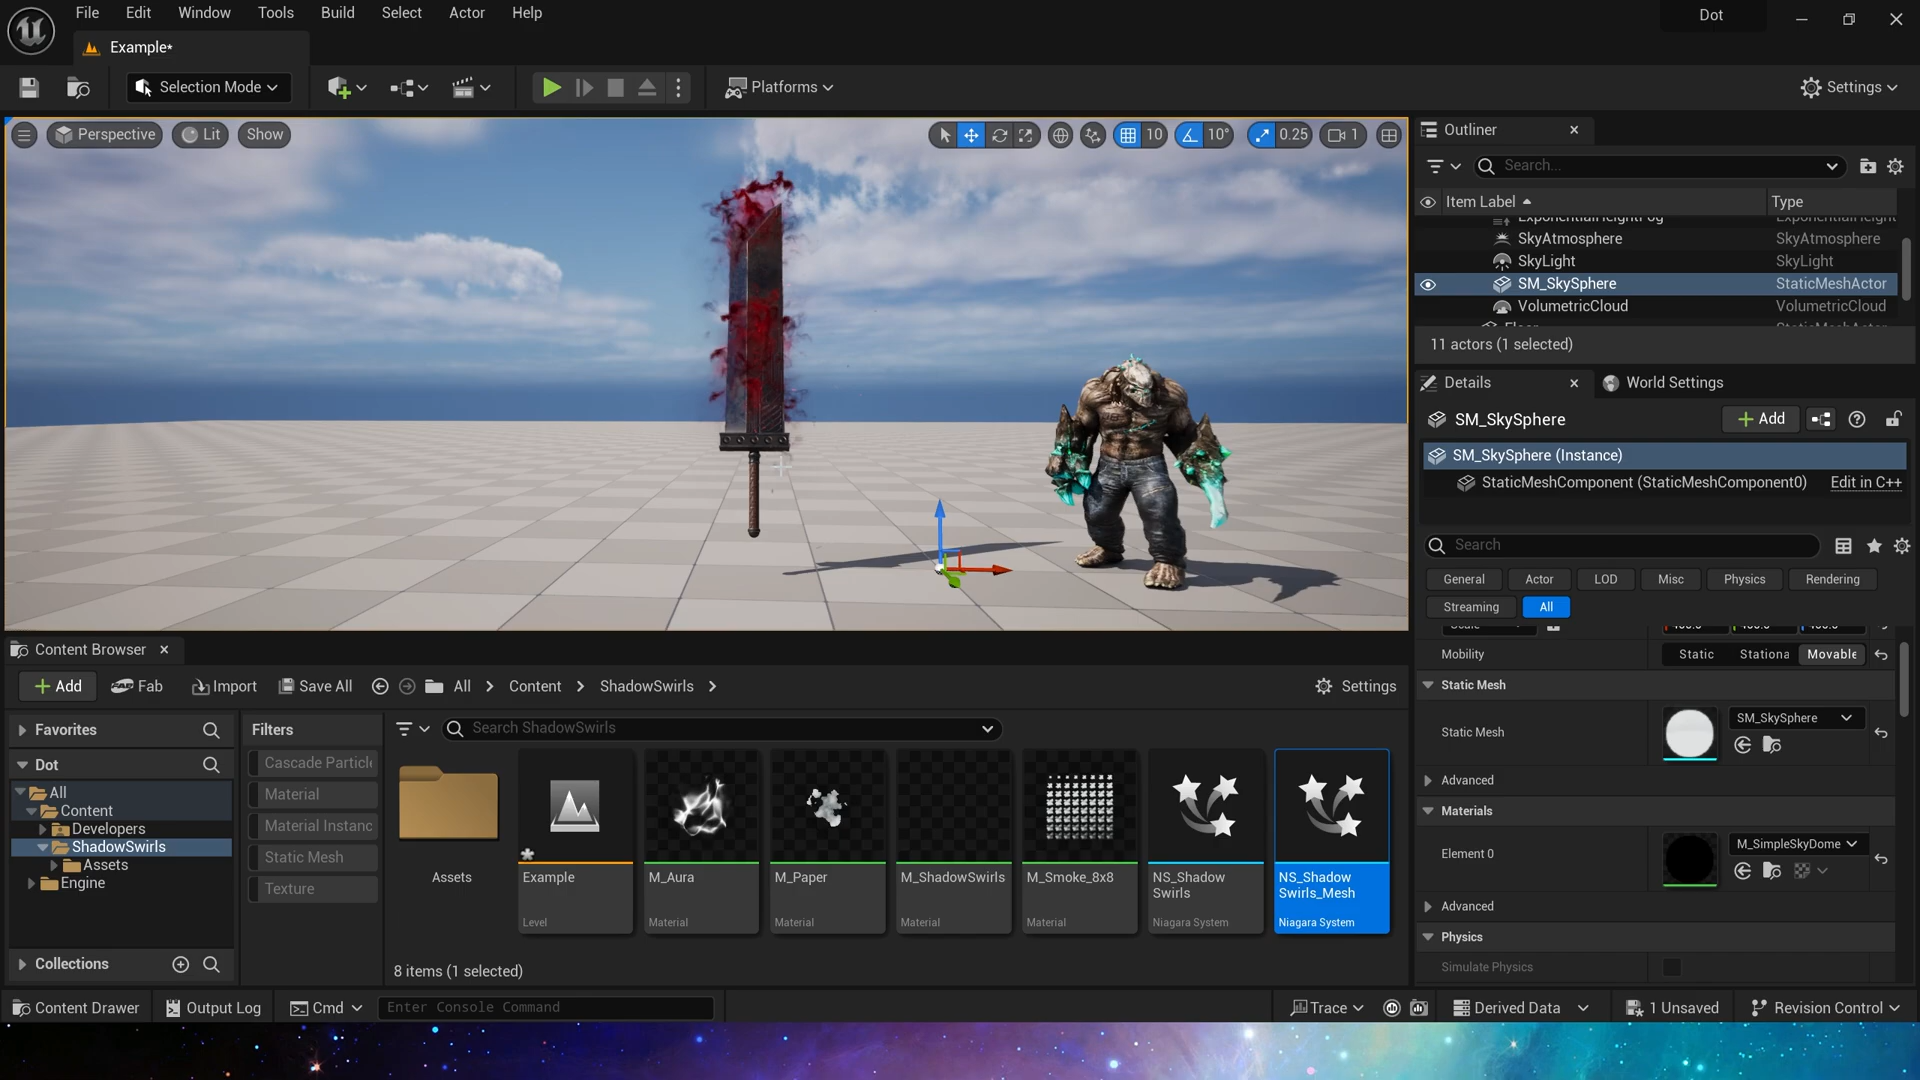 File Edit Window Tools Build Select Actor Help
Dot
Example*
Selection Mode
Platforms
Settings
Perspective
Lit
Show
10
10°
0.25
1
Outliner
Search...
Item Label
Type
ExponentialHeightFog
SkyAtmosphere SkyAtmosphere
SkyLight SkyLight
SM_SkySphere StaticMeshActor
VolumetricCloud VolumetricCloud
11 actors (1 selected)
Details
World Settings
SM_SkySphere
Add
SM_SkySphere (Instance)
StaticMeshComponent (StaticMeshComponent0) Edit in C++
Search
General Actor LOD Misc Physics Rendering
Streaming All
Mobility Static Stationa Movable
Static Mesh
Static Mesh SM_SkySphere
Advanced
Materials
Element 0 M_SimpleSkyDome
Advanced
Physics
Simulate Physics
Content Browser
Add Fab Import Save All All Content ShadowSwirls Settings
Favorites
Dot
All
Content
Developers
ShadowSwirls
Assets
Engine
Collections
Filters
Cascade Particle
Material
Material Instanc
Static Mesh
Texture
Search ShadowSwirls
Assets
Example
Level
M_Aura
Material
M_Paper
Material
M_ShadowSwirls
Material
M_Smoke_8x8
Material
NS_Shadow
Swirls
Niagara System
NS_Shadow
Swirls_Mesh
Niagara System
8 items (1 selected)
Content Drawer Output Log Cmd Enter Console Command Trace Derived Data 1 Unsaved Revision Control